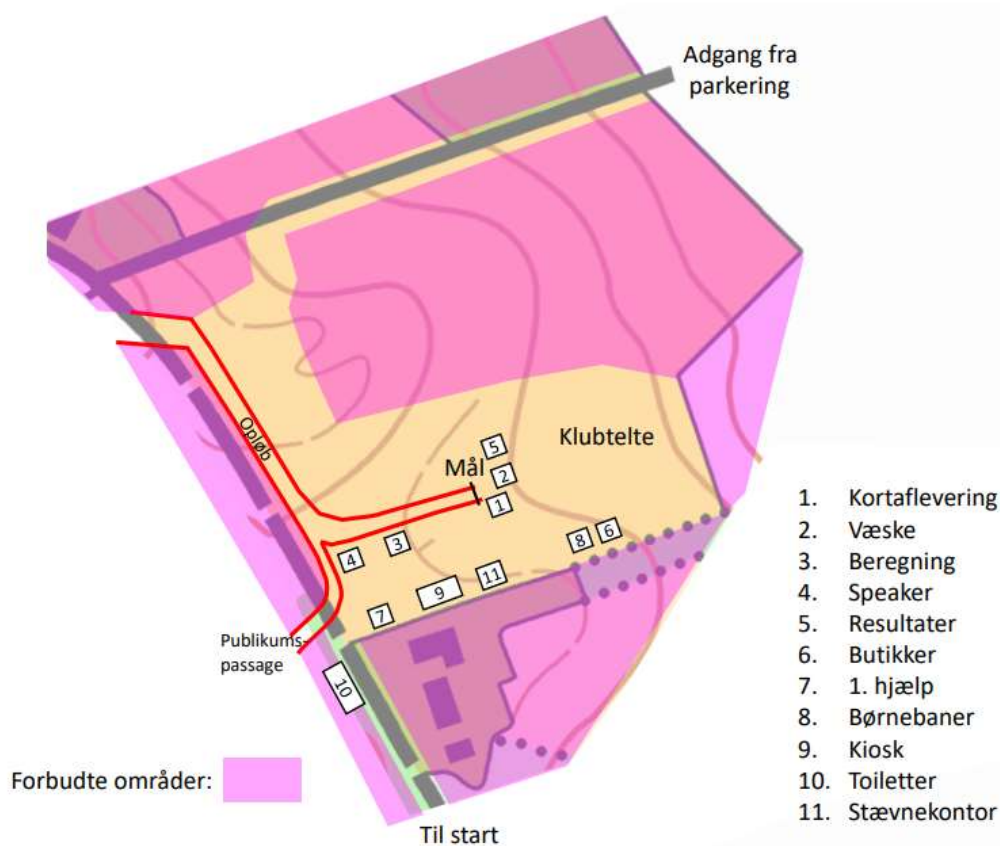 Adgang fra
parkering
Opløb
Mål
Klubtelte
5
2
1
3
4
8
6
11
9
7
10
Publikums-
passage
Forbudte områder:
Til start
1. Kortaflevering
2. Væske
3. Beregning
4. Speaker
5. Resultater
6. Butikker
7. 1. hjælp
8. Børnebaner
9. Kiosk
10. Toiletter
11. Stævnekontor